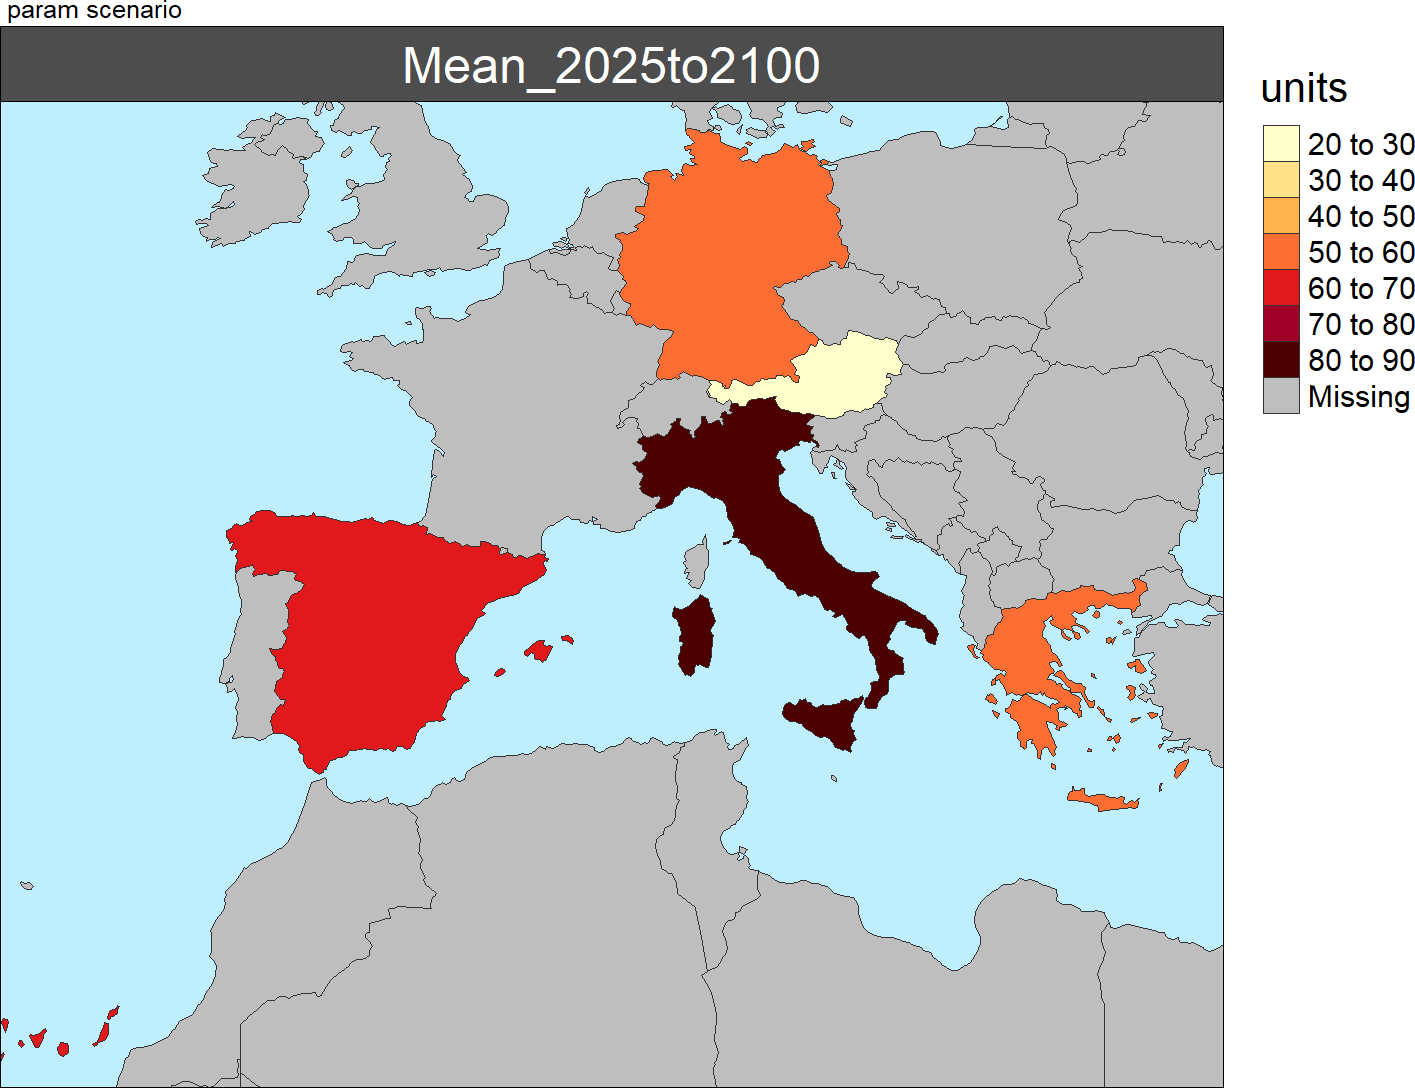 param scenario
Mean_2025to2100
units
20 to 30
30 to 40
40 to 50
50 to 60
60 to 70
70 to 80
80 to 90
Missing